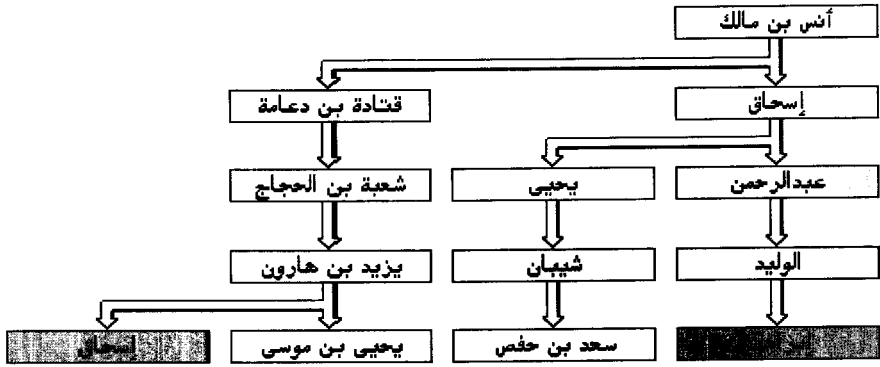 أنس بن مالك
إسحاق
قتادة بن دعامة
عبدالرحمن
يحيى
شعبة بن الحجاج
الوليد
شيبان
يزيد بن هارون
سعد بن حفص
يحيى بن موسى
إسحاق